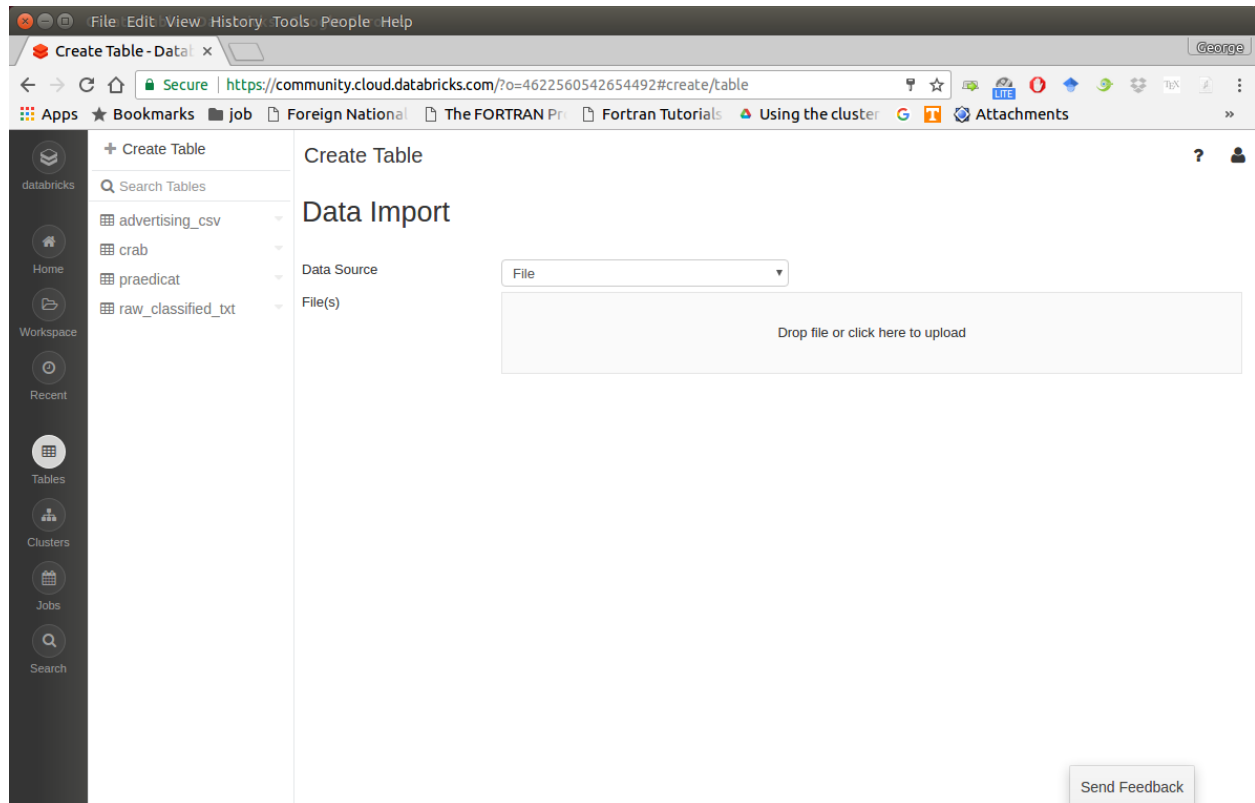 File Edit View History Tools People Help
Create Table - Datab
George
Secure | https://community.cloud.databricks.com/?o=4622560542654492#create/table
LITE
TEX
Apps Bookmarks job Foreign National The FORTRAN Pr Fortran Tutorials Using the cluster G T Attachments »
databricks
Home
Workspace
Recent
Tables
Clusters
Jobs
Search
+ Create Table
Search Tables
advertising_csv
crab
praedicat
raw_classified_txt
Create Table
?
Data Import
Data Source
File
File(s)
Drop file or click here to upload
Send Feedback